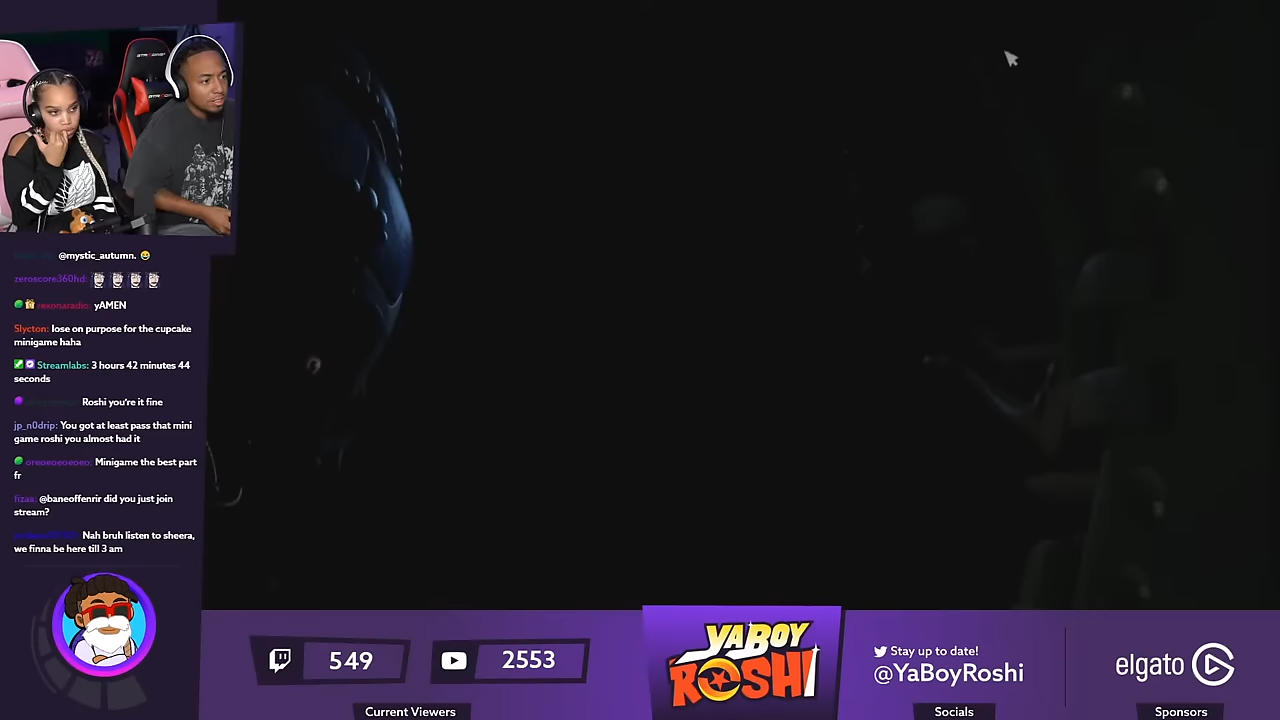 @mystic_autumn.
zeroscore360hd:
rexonaradio: yAMEN
Slycton: lose on purpose for the cupcake
minigame haha
Streamlabs: 3 hours 42 minutes 44
seconds
Roshi you're it fine
jp_n0drip: You got at least pass that mini
game roshi you almost had it
oreoeoeoeoeo: Minigame the best part
fr
fizaa: @baneoffenrir did you just join
stream?
Nah bruh listen to sheera,
we finna be here till 3 am
549
2553
Current Viewers
YABOY
ROSHI
Stay up to date!
@YaBoyRoshi
Socials
elgato
Sponsors